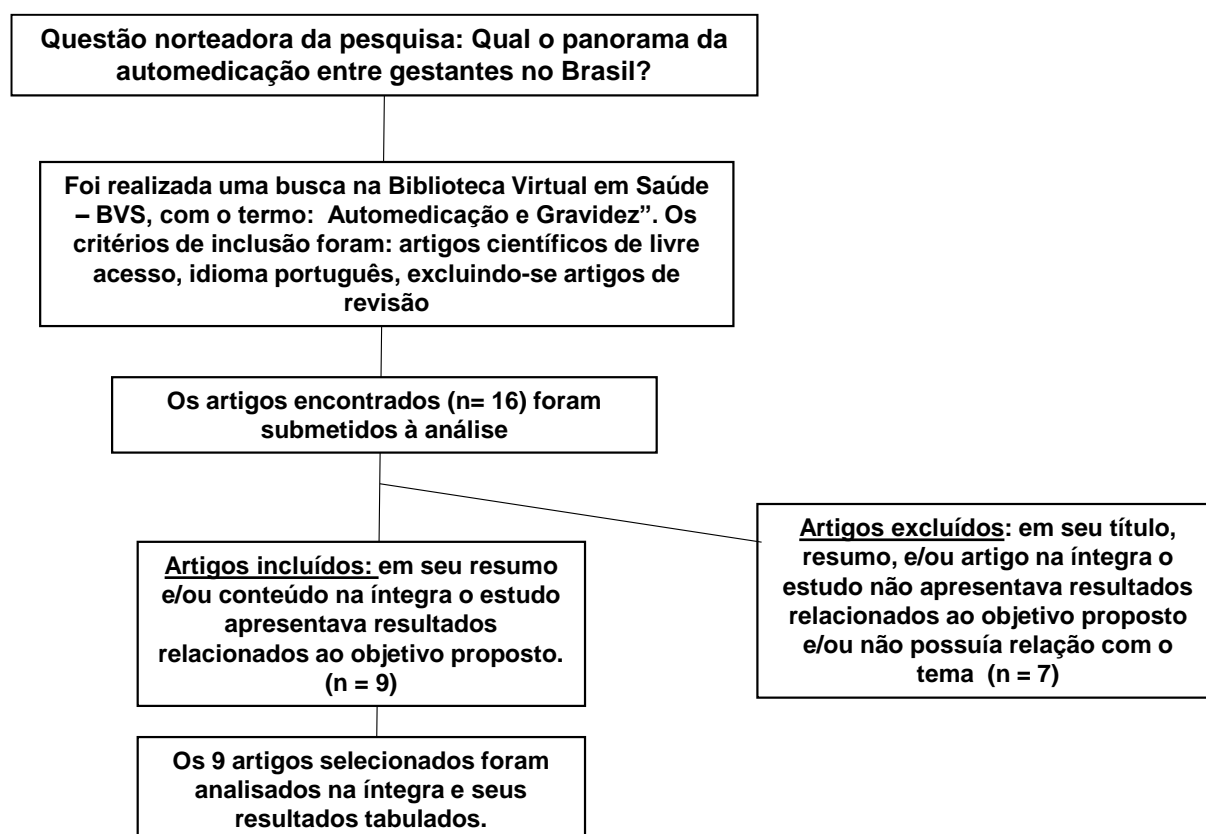 Questão norteadora da pesquisa: Qual o panorama da
automedicação entre gestantes no Brasil?
Foi realizada uma busca na Biblioteca Virtual em Saúde
– BVS, com o termo: Automedicação e Gravidez”. Os
critérios de inclusão foram: artigos científicos de livre
acesso, idioma português, excluindo-se artigos de
revisão
Os artigos encontrados (n= 16) foram
submetidos à análise
Artigos incluídos: em seu resumo
e/ou conteúdo na íntegra o estudo
apresentava resultados
relacionados ao objetivo proposto.
(n = 9)
Artigos excluídos: em seu título,
resumo, e/ou artigo na íntegra o
estudo não apresentava resultados
relacionados ao objetivo proposto
e/ou não possuía relação com o
tema (n = 7)
Os 9 artigos selecionados foram
analisados na íntegra e seus
resultados tabulados.